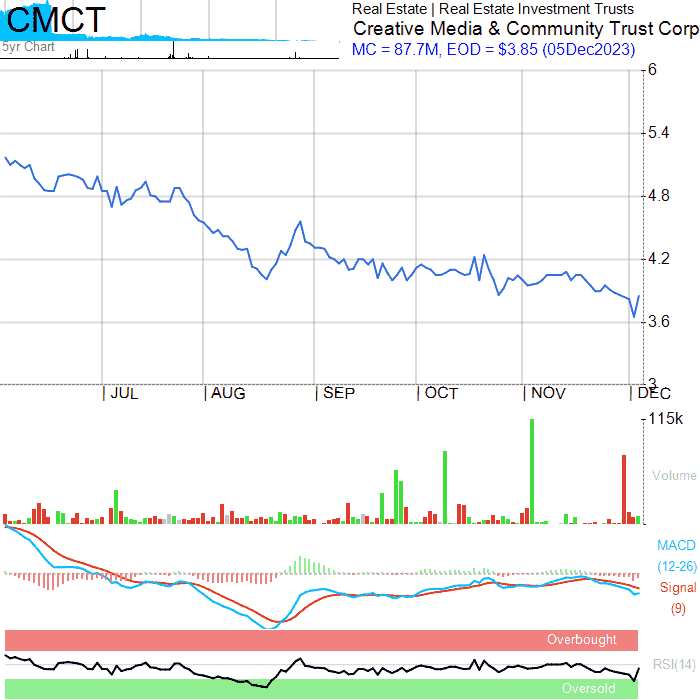 CMCT
5yr Chart
Real Estate | Real Estate Investment Trusts
Creative Media & Community Trust Corp
MC = 87.7M, EOD = $3.85 (05Dec2023)
6
5.4
4.8
4.2
3.6
3
| JUL | AUG | SEP | OCT | NOV | DEC
115k
Volume
MACD
(12-26)
Signal
(9)
Overbought
RSI(14)
Oversold